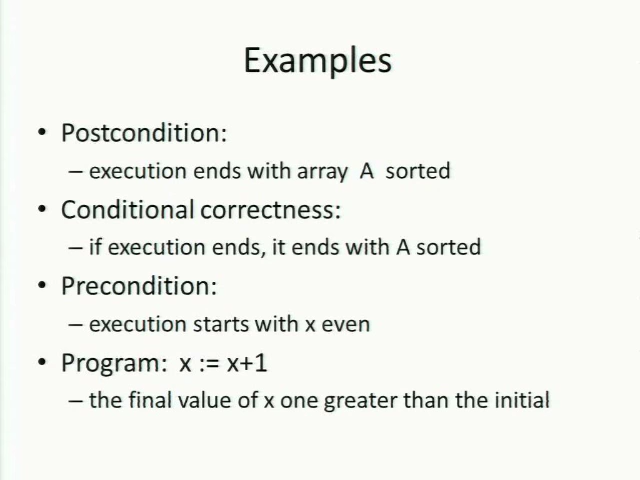 Examples
• Postcondition:
– execution ends with array A sorted
• Conditional correctness:
– if execution ends, it ends with A sorted
• Precondition:
– execution starts with x even
• Program: x := x+1
– the final value of x one greater than the initial